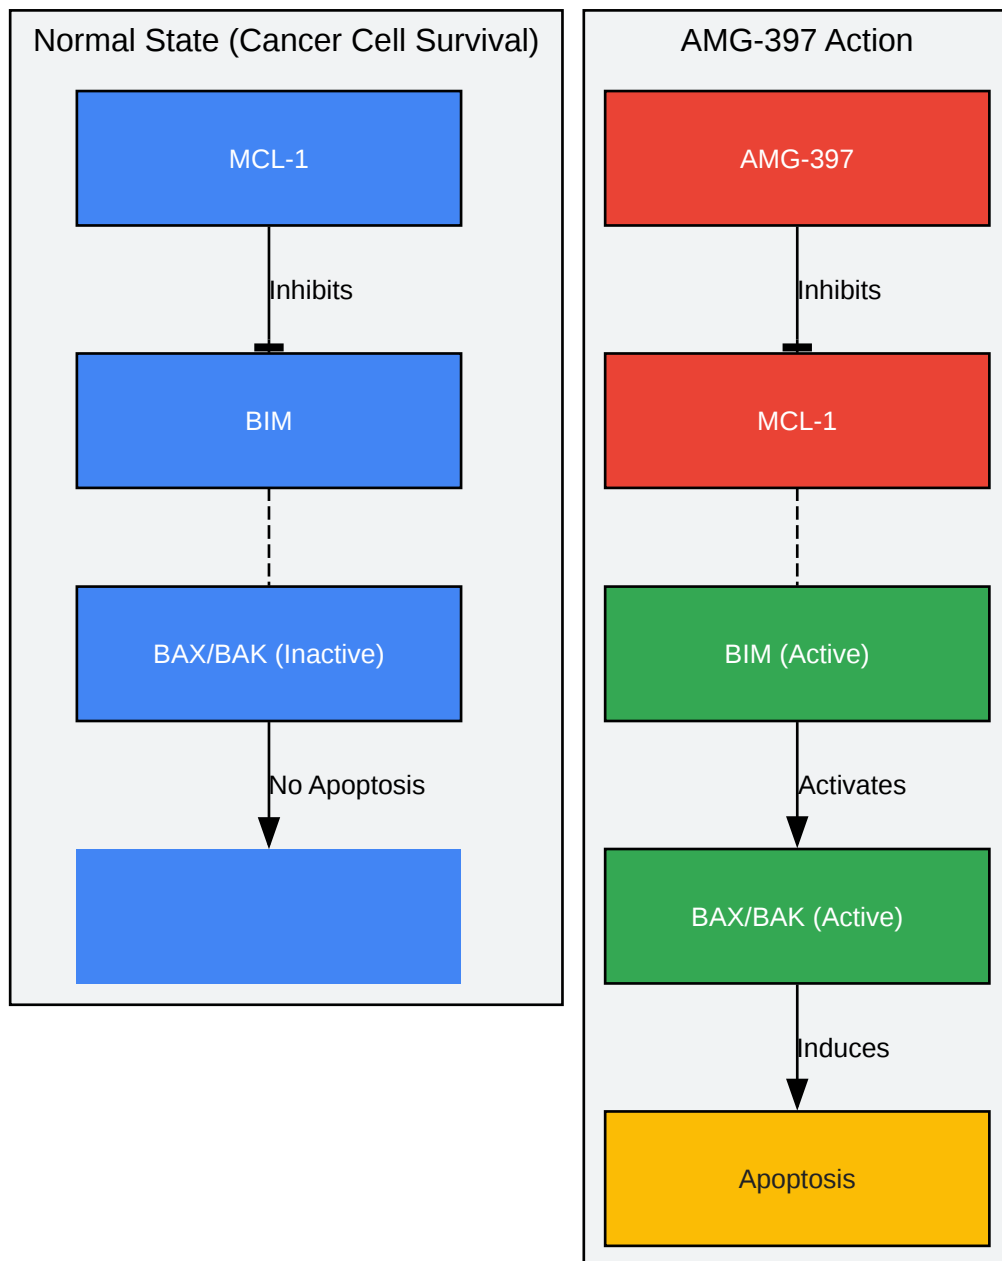 Normal State (Cancer Cell Survival)
MCL-1
Inhibits
BIM
BAX/BAK (Inactive)
No Apoptosis
AMG-397 Action
AMG-397
Inhibits
MCL-1
BIM (Active)
Activates
BAX/BAK (Active)
Induces
Apoptosis